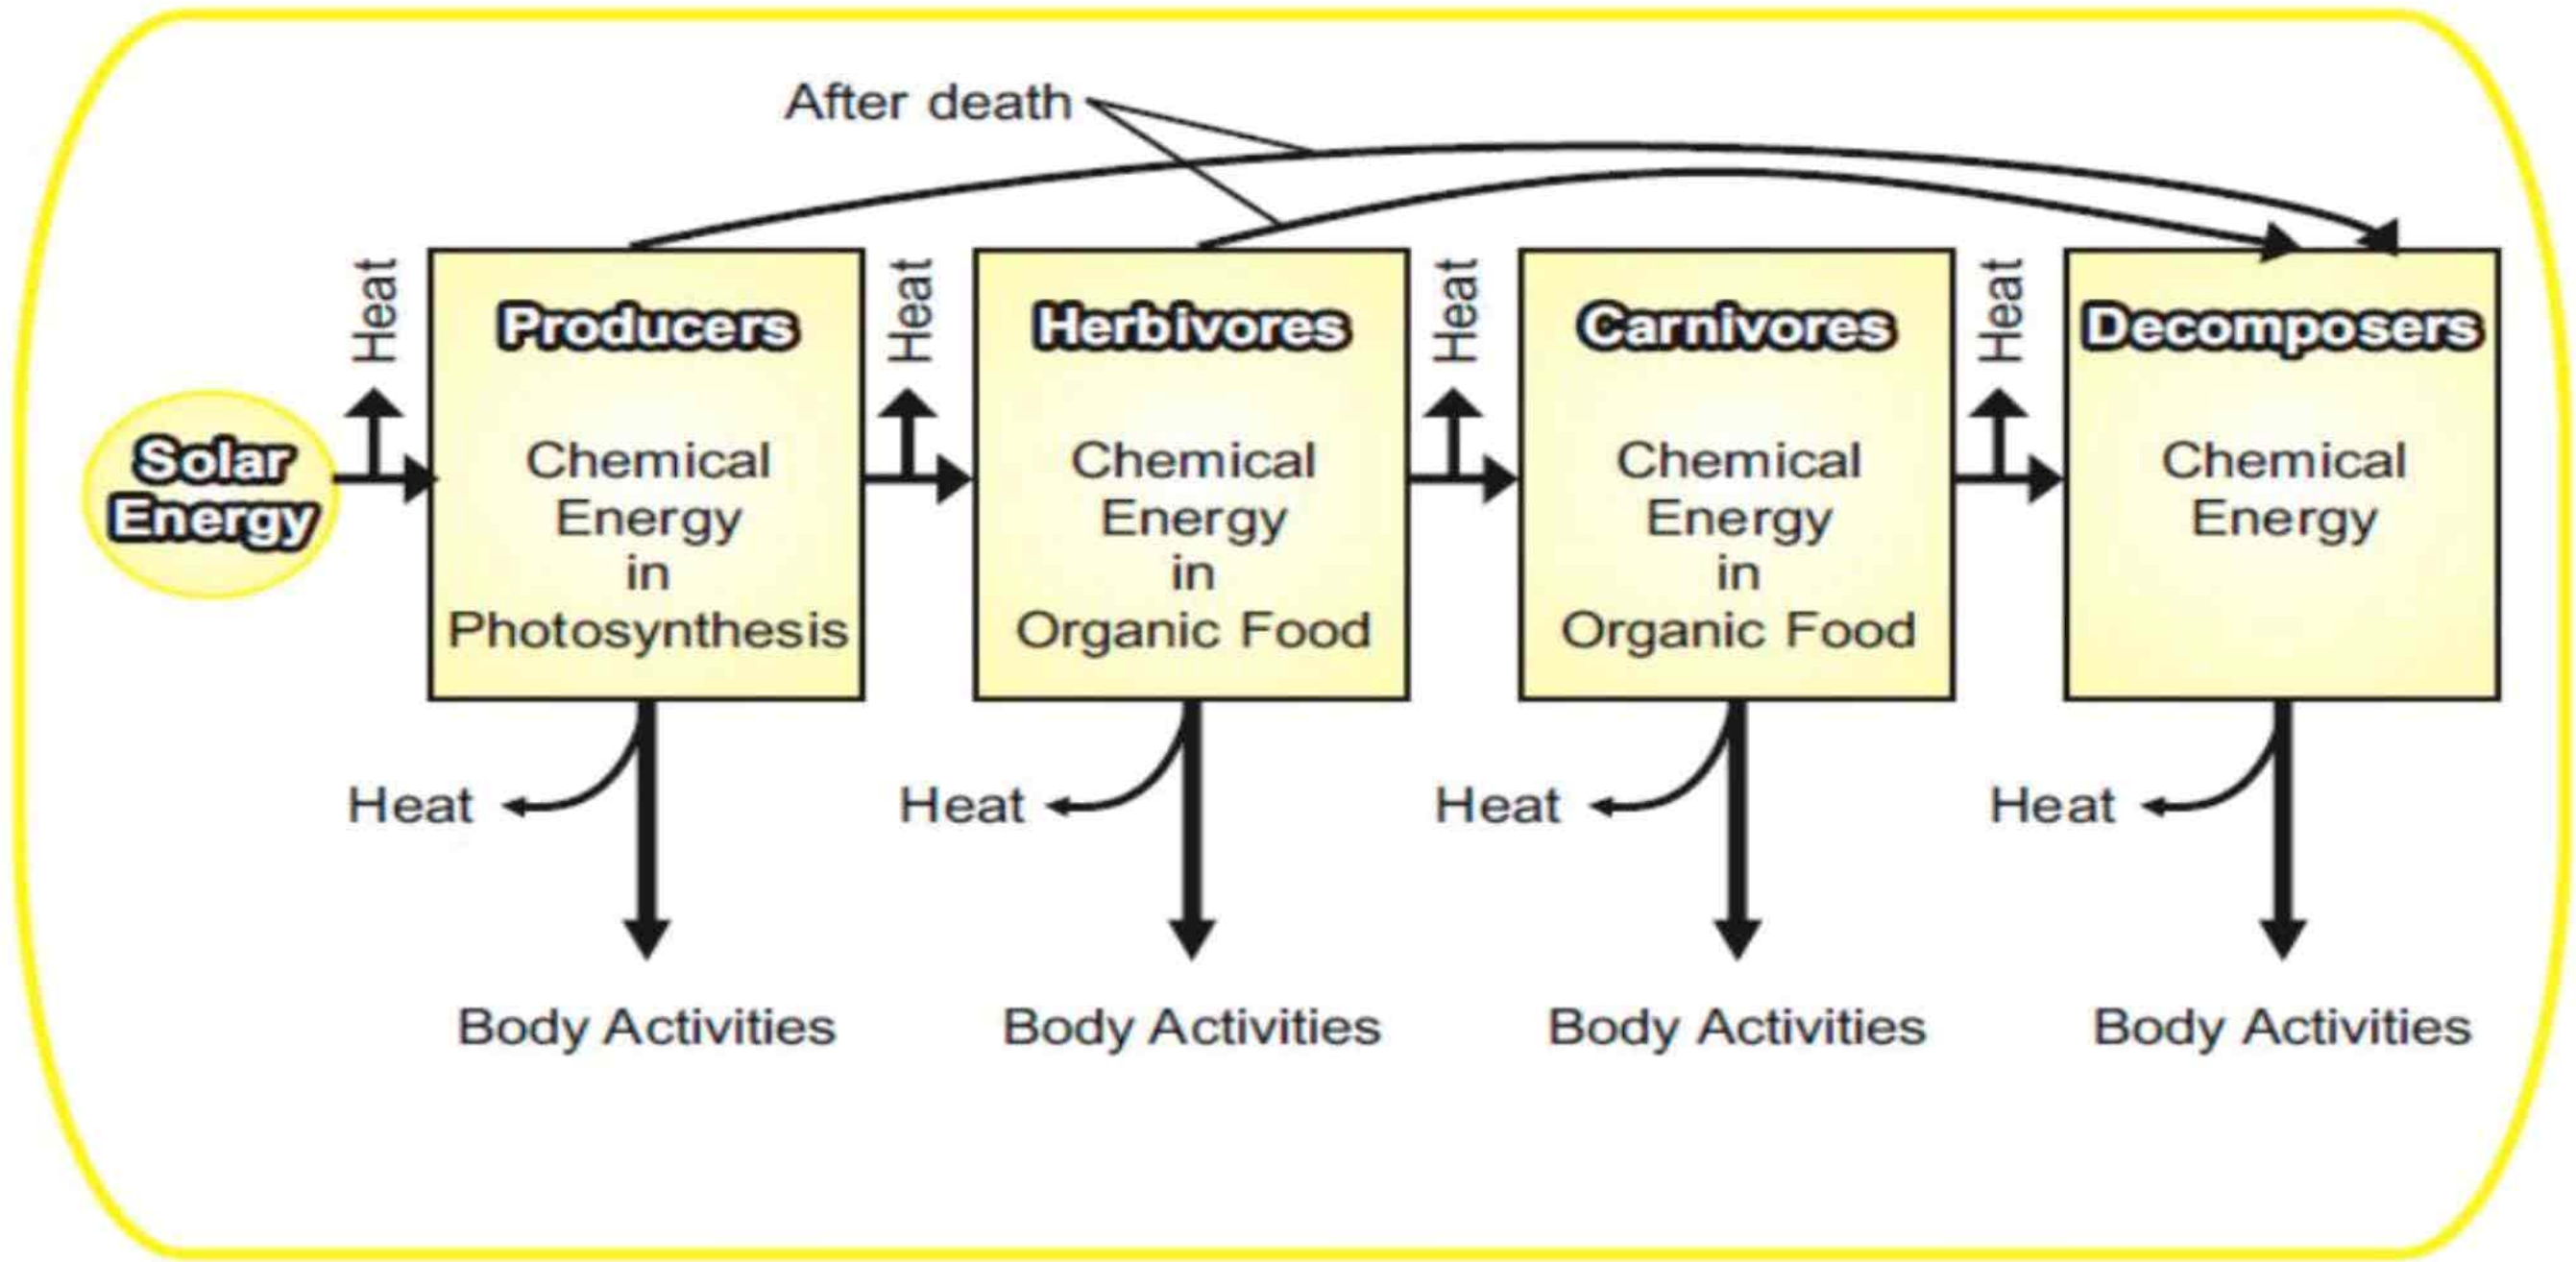 After death
Heat
Heat
Heat
Heat
Solar
Energy
Producers
Chemical
Energy
in
Photosynthesis
Herbivores
Chemical
Energy
in
Organic Food
Carnivores
Chemical
Energy
in
Organic Food
Decomposers
Chemical
Energy
Heat
Heat
Heat
Heat
Body Activities
Body Activities
Body Activities
Body Activities